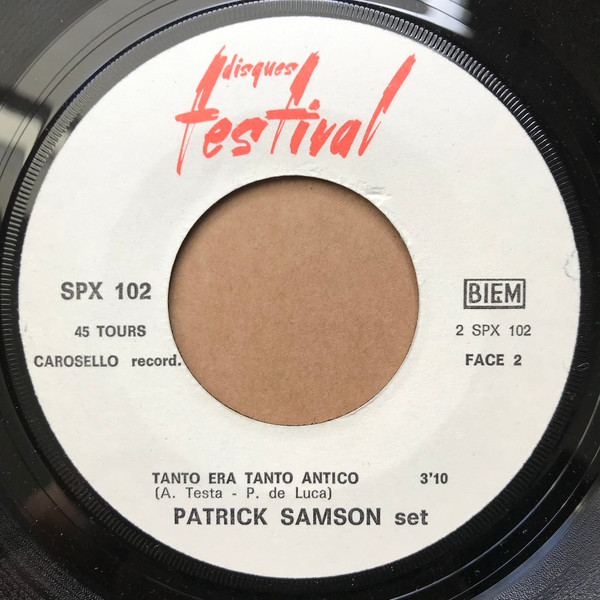 disques
festival
SPX 102
BIEM
45 TOURS
2 SPX 102
CAROSELLO record.
FACE 2
TANTO ERA TANTO ANTICO 3'10
(A. Testa - P. de Luca)
PATRICK SAMSON set